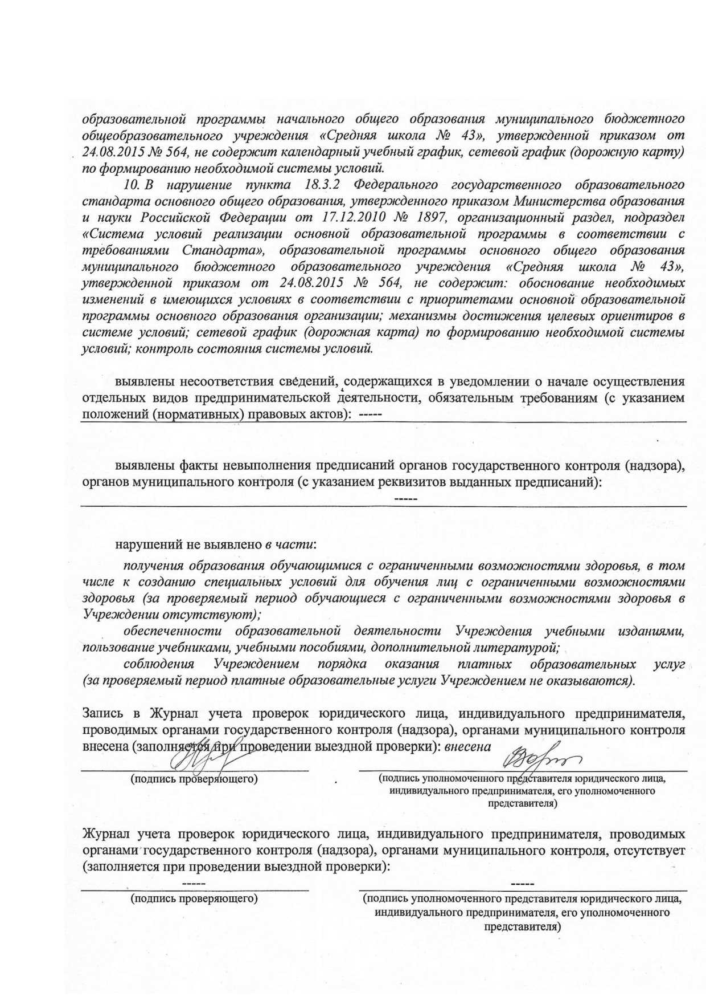 образовательной программы начального общего образования муниципального бюджетного
общеобразовательного учреждения «Средняя школа № 43», утвержденной приказом от
24.08.2015 № 564, не содержит календарный учебный график, сетевой график (дорожную карту)
по формированию необходимой системы условий.
10. В нарушение пункта 18.3.2 Федерального государственного образовательного
стандарта основного общего образования, утвержденного приказом Министерства образования
и науки Российской Федерации от 17.12.2010 № 1897, организационный раздел, подраздел
«Система условий реализации основной образовательной программы в соответствии с
требованиями Стандарта», образовательной программы основного общего образования
муниципального бюджетного образовательного учреждения «Средняя школа № 43»,
утвержденной приказом от 24.08.2015 № 564, не содержит: обоснование необходимых
изменений в имеющихся условиях в соответствии с приоритетами основной образовательной
программы основного образования организации; механизмы достижения целевых ориентиров в
системе условий; сетевой график (дорожная карта) по формированию необходимой системы
условий; контроль состояния системы условий.
выявлены несоответствия сведений, содержащихся в уведомлении о начале осуществления
отдельных видов предпринимательской деятельности, обязательным требованиям (с указанием
положений (нормативных) правовых актов): -----
выявлены факты невыполнения предписаний органов государственного контроля (надзора),
органов муниципального контроля (с указанием реквизитов выданных предписаний):
-----
нарушений не выявлено в части:
получения образования обучающимися с ограниченными возможностями здоровья, в том
числе к созданию специальных условий для обучения лиц с ограниченными возможностями
здоровья (за проверяемый период обучающиеся с ограниченными возможностями здоровья в
Учреждении отсутствуют);
обеспеченности образовательной деятельности Учреждения учебными изданиями,
пользование учебниками, учебными пособиями, дополнительной литературой;
соблюдения Учреждением порядка оказания платных образовательных услуг
(за проверяемый период платные образовательные услуги Учреждением не оказываются).
Запись в Журнал учета проверок юридического лица, индивидуального предпринимателя,
проводимых органами государственного контроля (надзора), органами муниципального контроля
внесена (заполняется при проведении выездной проверки): внесена
(подпись проверяющего)
(подпись уполномоченного представителя юридического лица,
индивидуального предпринимателя, его уполномоченного
представителя)
Журнал учета проверок юридического лица, индивидуального предпринимателя, проводимых
органами государственного контроля (надзора), органами муниципального контроля, отсутствует
(заполняется при проведении выездной проверки):
----- -----
(подпись проверяющего)
(подпись уполномоченного представителя юридического лица,
индивидуального предпринимателя, его уполномоченного
представителя)